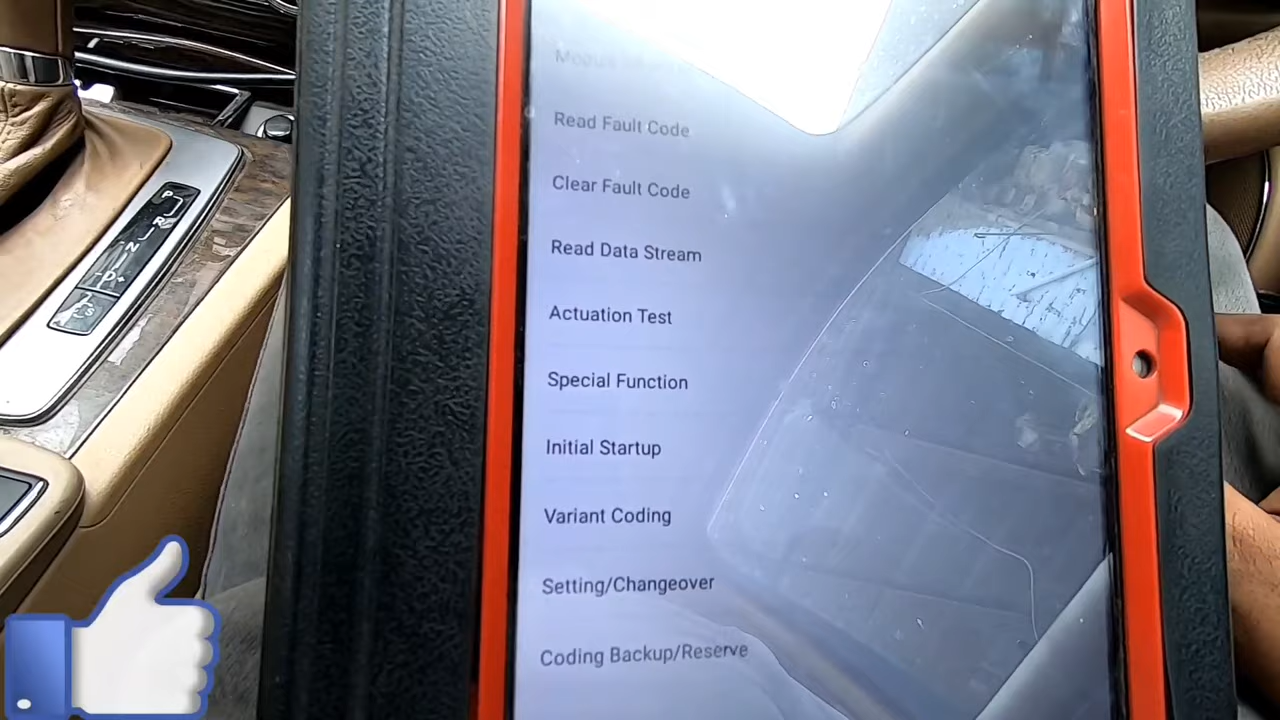 Read Fault Code
Clear Fault Code
Read Data Stream
Actuation Test
Special Function
Initial Startup
Variant Coding
Setting/Changeover
Coding Backup/Reserve
P
R
N
-D+